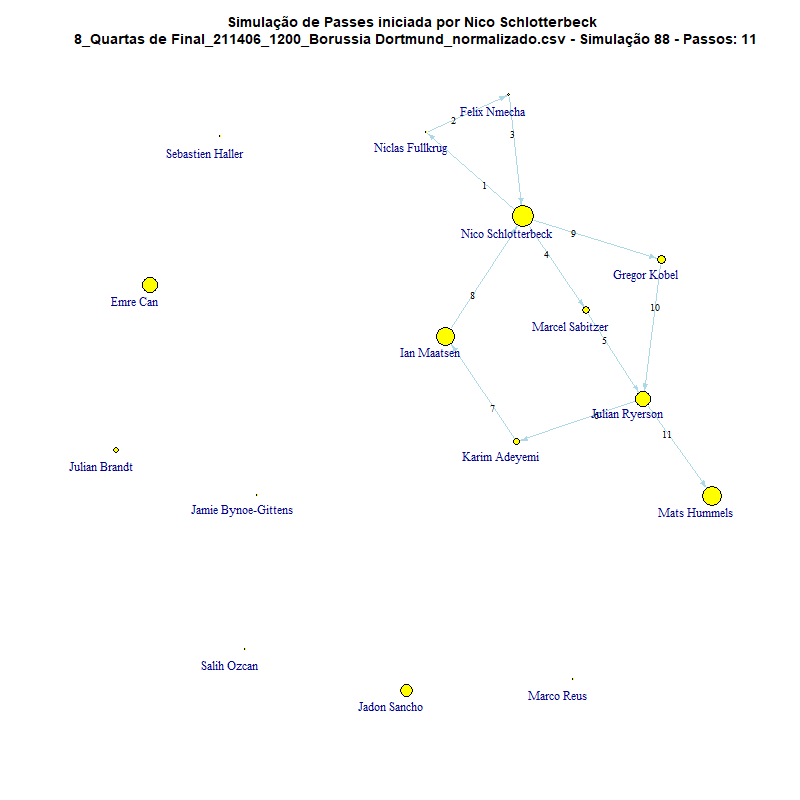 Simulação de Passes iniciada por Nico Schlotterbeck
8_Quartas de Final_211406_1200_Borussia Dortmund_normalizado.csv - Simulação 88 - Passos: 11
Felix Nmecha
2
3
Niclas Fullkrug
Sebastien Haller
1
Nico Schlotterbeck
9
4
Gregor Kobel
Emre Can
8
10
Marcel Sabitzer
5
Ian Maatsen
7
6
Julian Ryerson
11
Karim Adeyemi
Julian Brandt
Jamie Bynoe-Gittens
Mats Hummels
Salih Ozcan
Marco Reus
Jadon Sancho